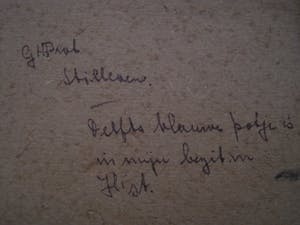 Stilleven.
Delfts blauwe potje is
in mijn bezit in